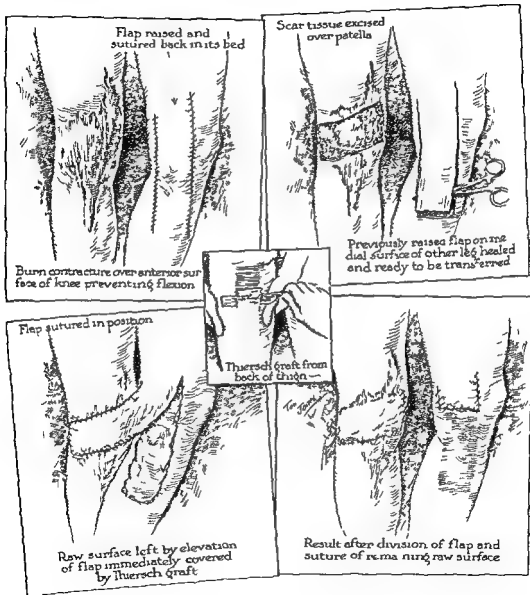 Flap raised and
sutured back in its bed
Burn contracture over anterior sur
face of knee preventing flexion
Scar tissue excised
over patella
Previously raised flap on me
dial surface of other leg healed
and ready to be transferred
Thiersch graft from
back of thigh —
Flap sutured in position
Raw surface left by elevation
of flap immediately covered
by Thiersch graft
Result after division of flap and
suture of rema ning raw surface